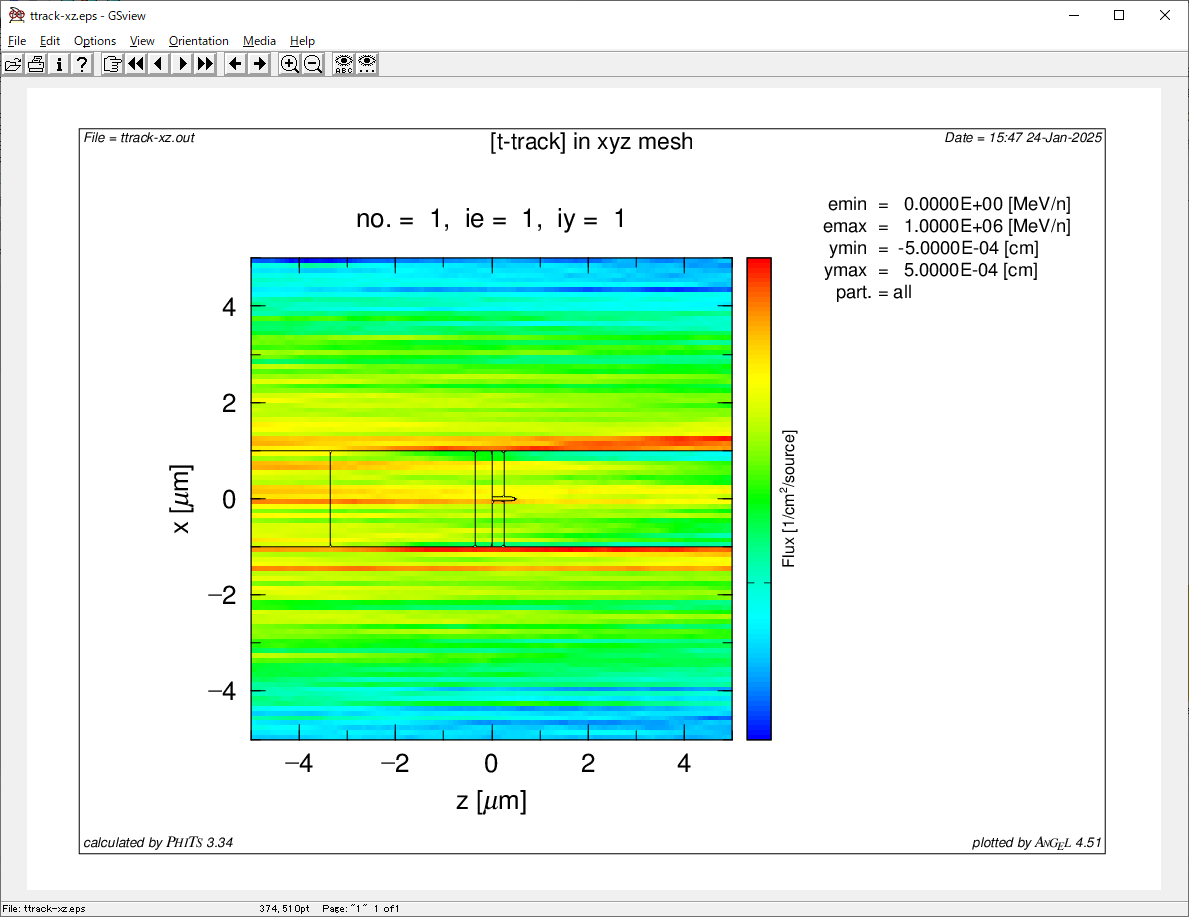 ttrack-xz.eps - GSview
File Edit Options View Orientation Media Help
ABC
File = ttrack-xz.out
[t-track] in xyz mesh
Date = 15:47 24-Jan-2025
no. = 1, ie = 1, iy = 1
emin = 0.0000E+00 [MeV/n]
emax = 1.0000E+06 [MeV/n]
ymin = -5.0000E-04 [cm]
ymax = 5.0000E-04 [cm]
part. = all
4
2
0
−2
−4
x [μm]
−4 −2 0 2 4
z [μm]
Flux [1/cm²/source]
calculated by PHITS 3.34
plotted by ANGEL 4.51
File: ttrack-xz.eps 374, 510pt Page: "1" 1 of1